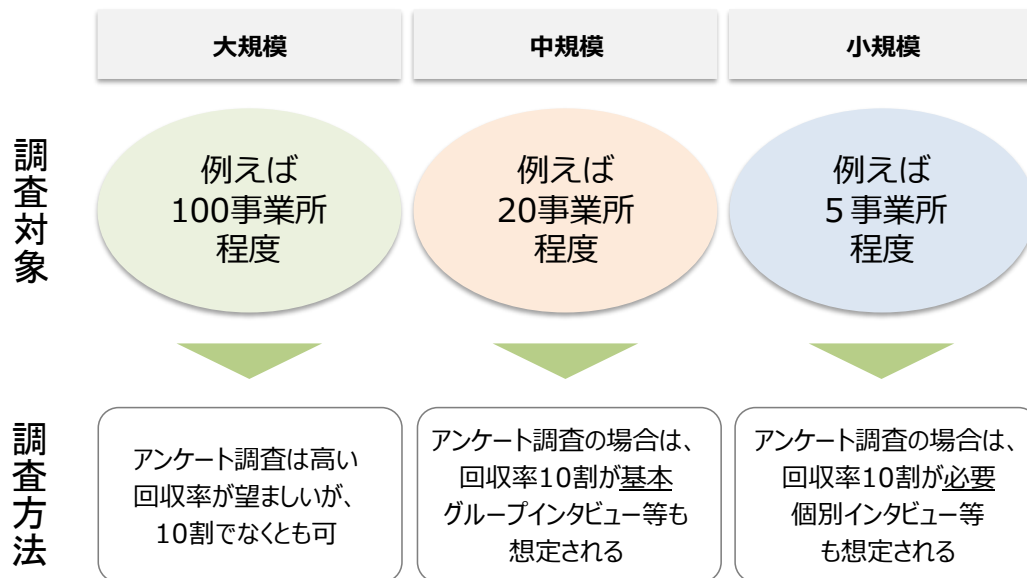 大規模
中規模
小規模
調査対象
例えば
100事業所
程度
例えば
20事業所
程度
例えば
５事業所
程度
調査方法
アンケート調査は高い
回収率が望ましいが、
10割でなくとも可
アンケート調査の場合は、
回収率10割が基本
グループインタビュー等も
想定される
アンケート調査の場合は、
回収率10割が必要
個別インタビュー等
も想定される